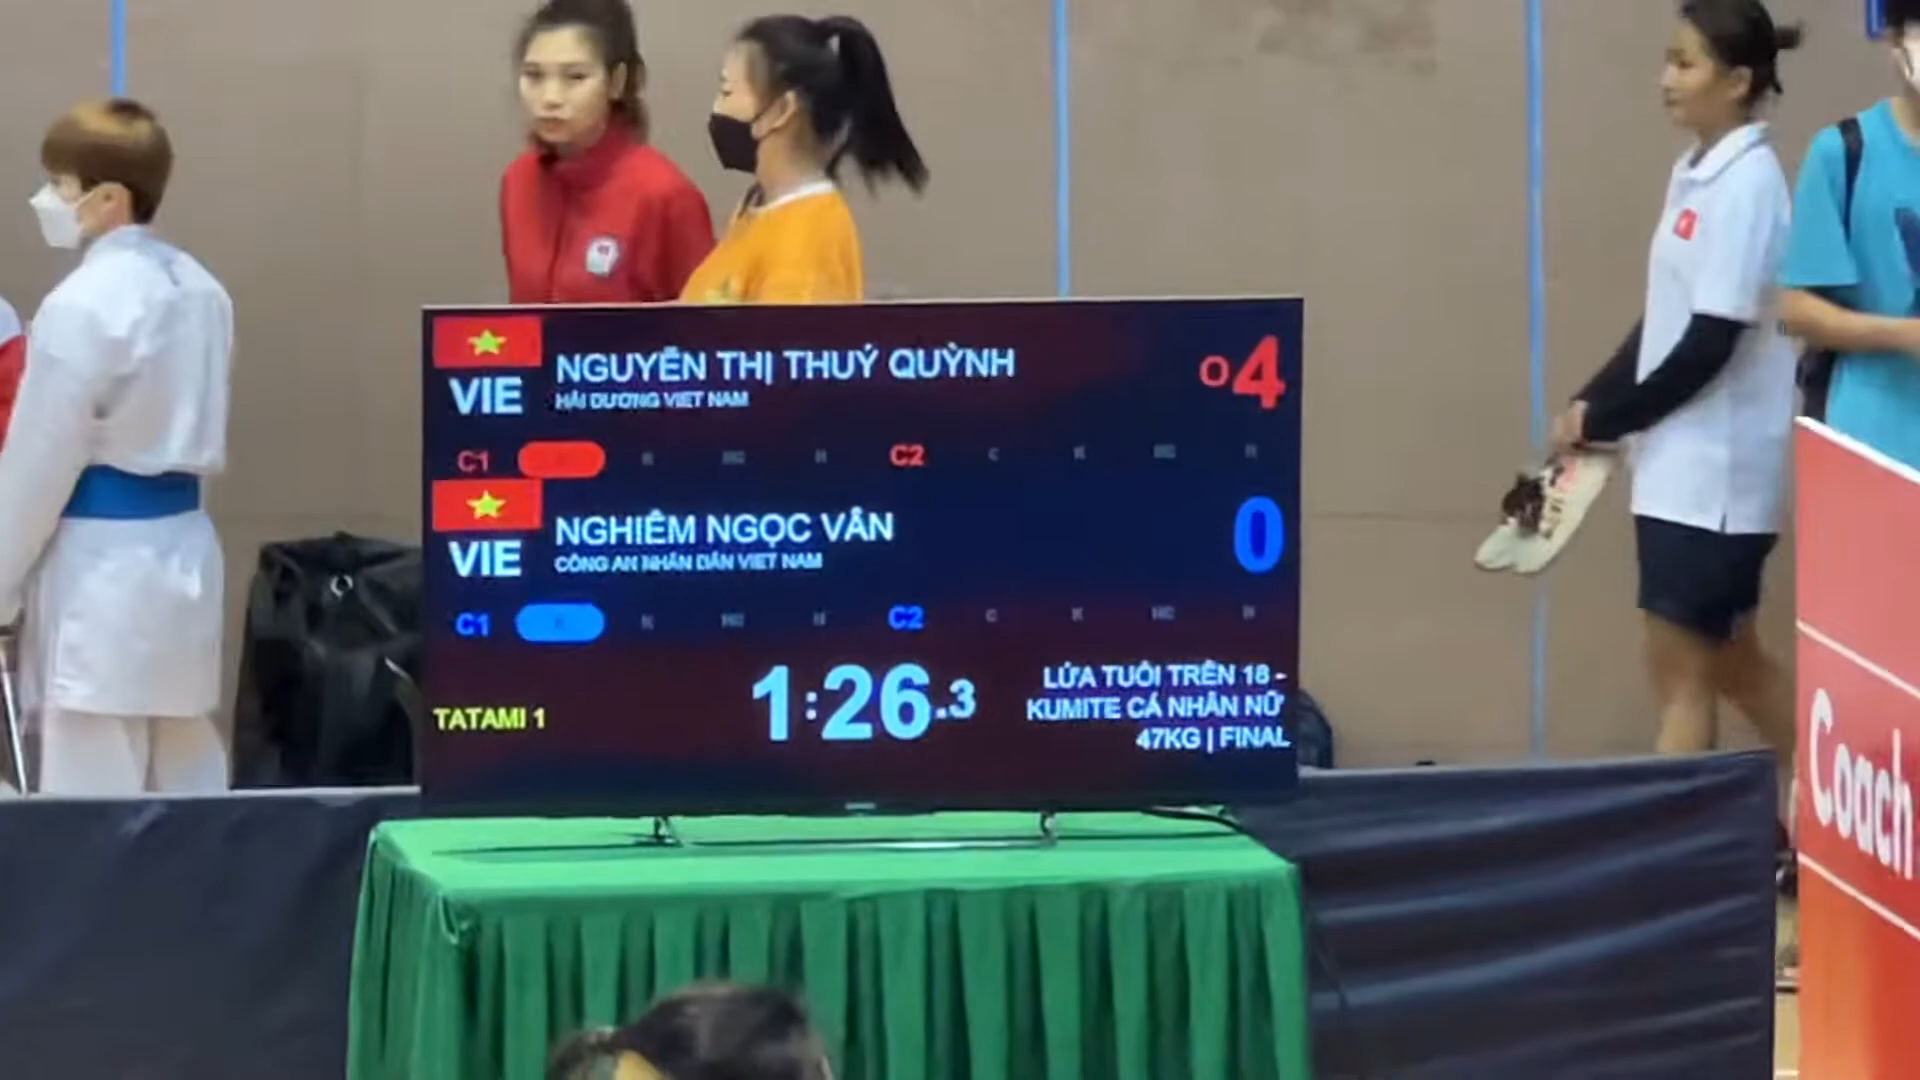 NGUYỄN THỊ THUÝ QUỲNH
VIE
HẢI DƯƠNG VIET NAM
O4
C1
C2 C K HC H
NGHIÊM NGỌC VÂN
VIE
CÔNG AN NHÂN DÂN VIET NAM
0
C1
C2 C K HC H
TATAMI 1
1:26.3
LỨA TUỔI TRÊN 18 -
KUMITE CÁ NHÂN NỮ
47KG | FINAL
Coach